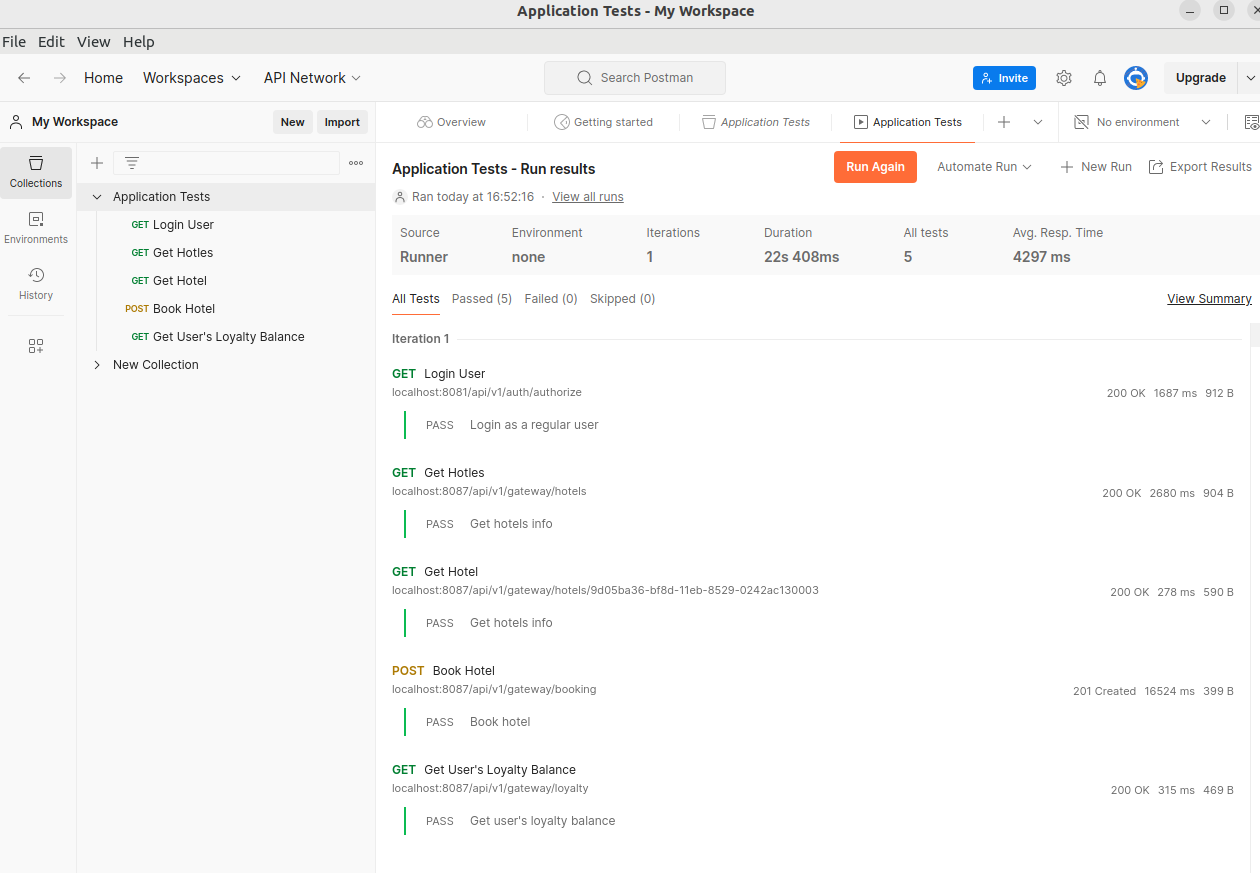 Application Tests - My Workspace
File Edit View Help
Home Workspaces API Network Search Postman Invite Upgrade
My Workspace New Import Overview Getting started Application Tests Application Tests No environment
Collections
Environments
History
Application Tests
GET Login User
GET Get Hotles
GET Get Hotel
POST Book Hotel
GET Get User's Loyalty Balance
New Collection
Application Tests - Run results Run Again Automate Run New Run Export Results
Ran today at 16:52:16 · View all runs
Source Environment Iterations Duration All tests Avg. Resp. Time
Runner none 1 22s 408ms 5 4297 ms
All Tests Passed (5) Failed (0) Skipped (0) View Summary
Iteration 1
GET Login User
localhost:8081/api/v1/auth/authorize 200 OK 1687 ms 912 B
PASS Login as a regular user
GET Get Hotles
localhost:8087/api/v1/gateway/hotels 200 OK 2680 ms 904 B
PASS Get hotels info
GET Get Hotel
localhost:8087/api/v1/gateway/hotels/9d05ba36-bf8d-11eb-8529-0242ac130003 200 OK 278 ms 590 B
PASS Get hotels info
POST Book Hotel
localhost:8087/api/v1/gateway/booking 201 Created 16524 ms 399 B
PASS Book hotel
GET Get User's Loyalty Balance
localhost:8087/api/v1/gateway/loyalty 200 OK 315 ms 469 B
PASS Get user's loyalty balance